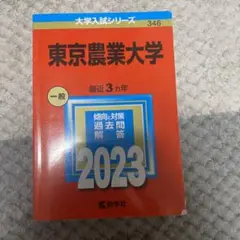 大学入試シリーズ
346
東京農業大学
一般
最近3ヵ年
傾向と対策
過去問
解答
2023
教学社